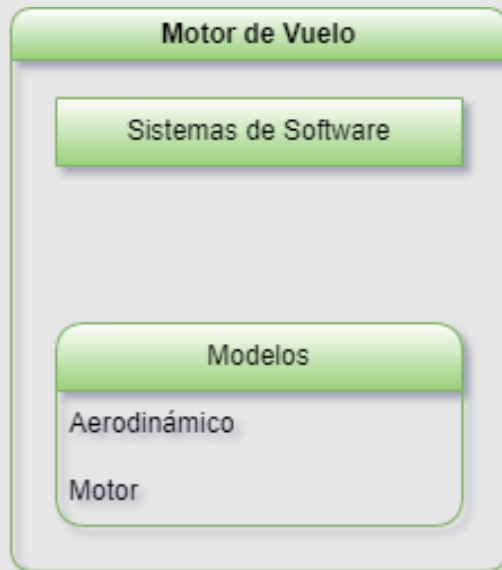 Motor de Vuelo
Sistemas de Software
Modelos
Aerodinámico
Motor